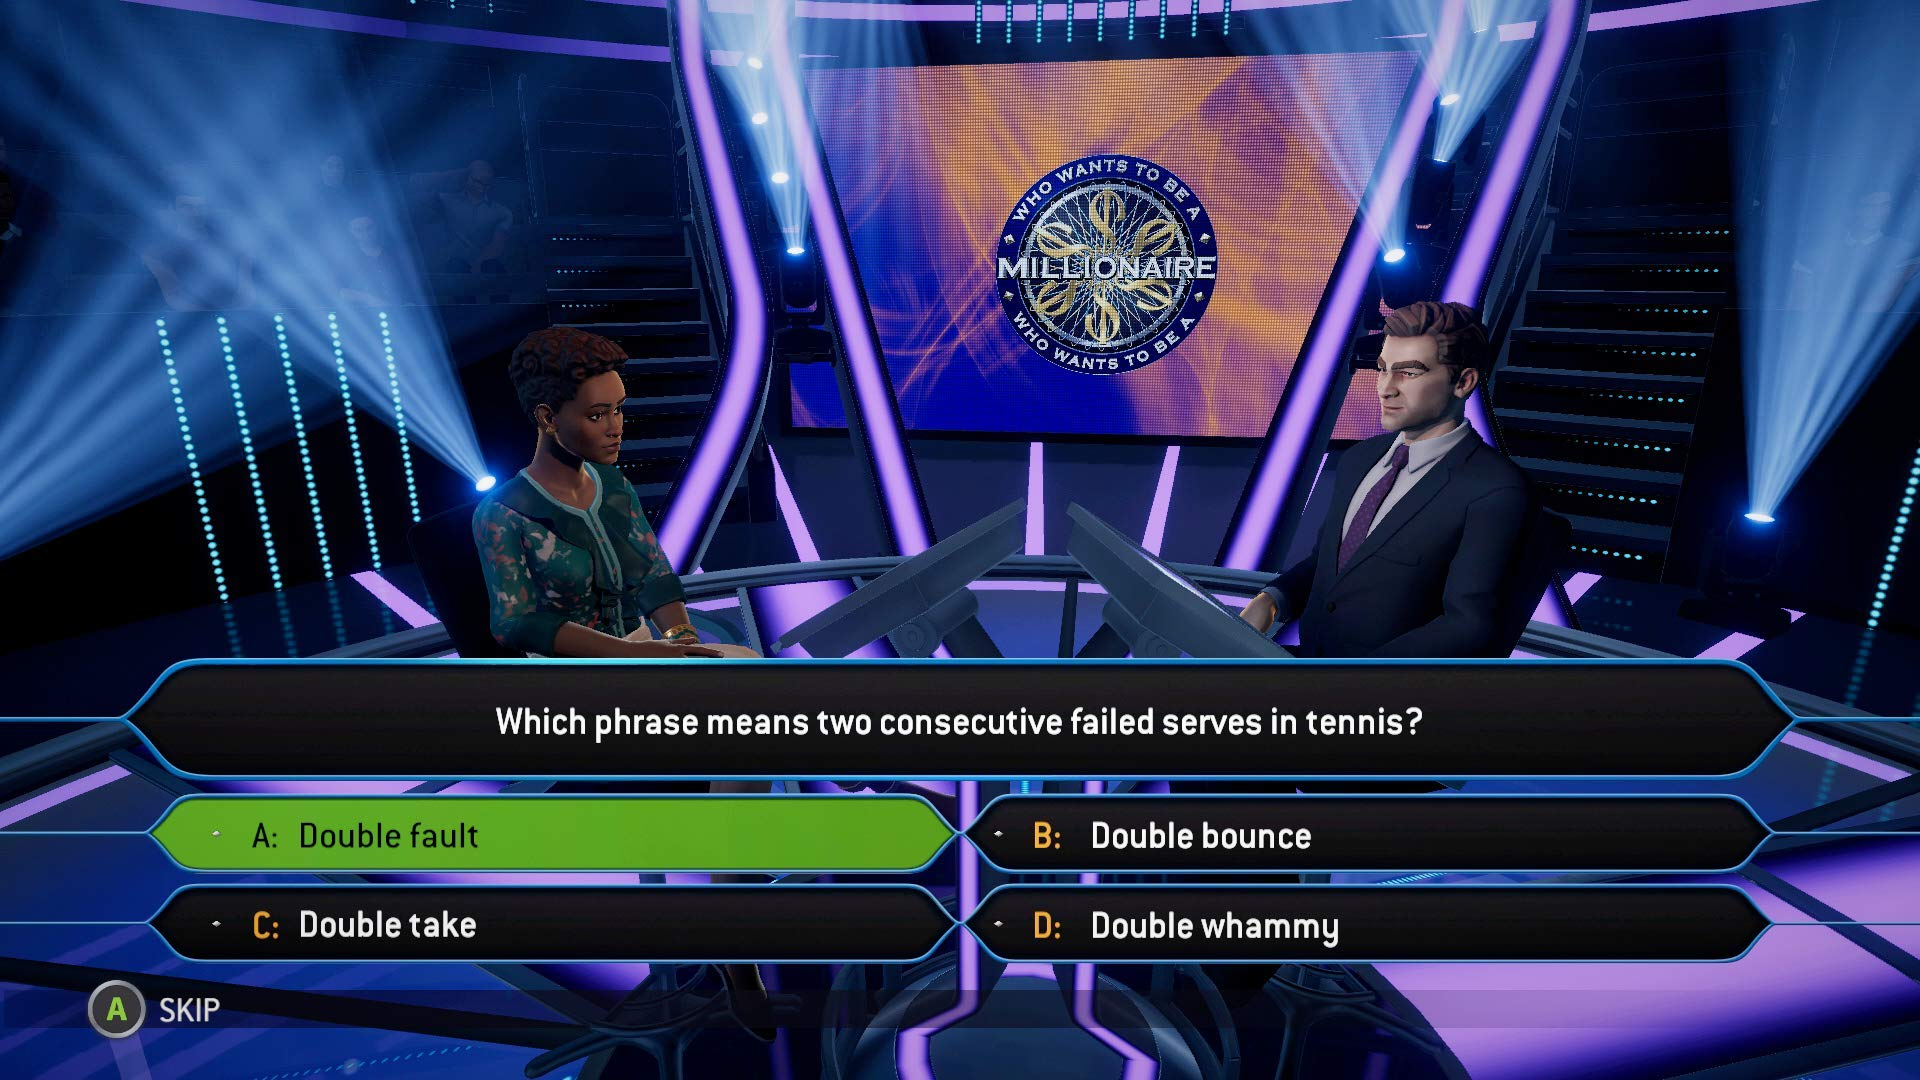 WHO WANTS TO BE A
MILLIONAIRE
WHO WANTS TO BE A
Which phrase means two consecutive failed serves in tennis?
A: Double fault
B: Double bounce
C: Double take
D: Double whammy
A SKIP